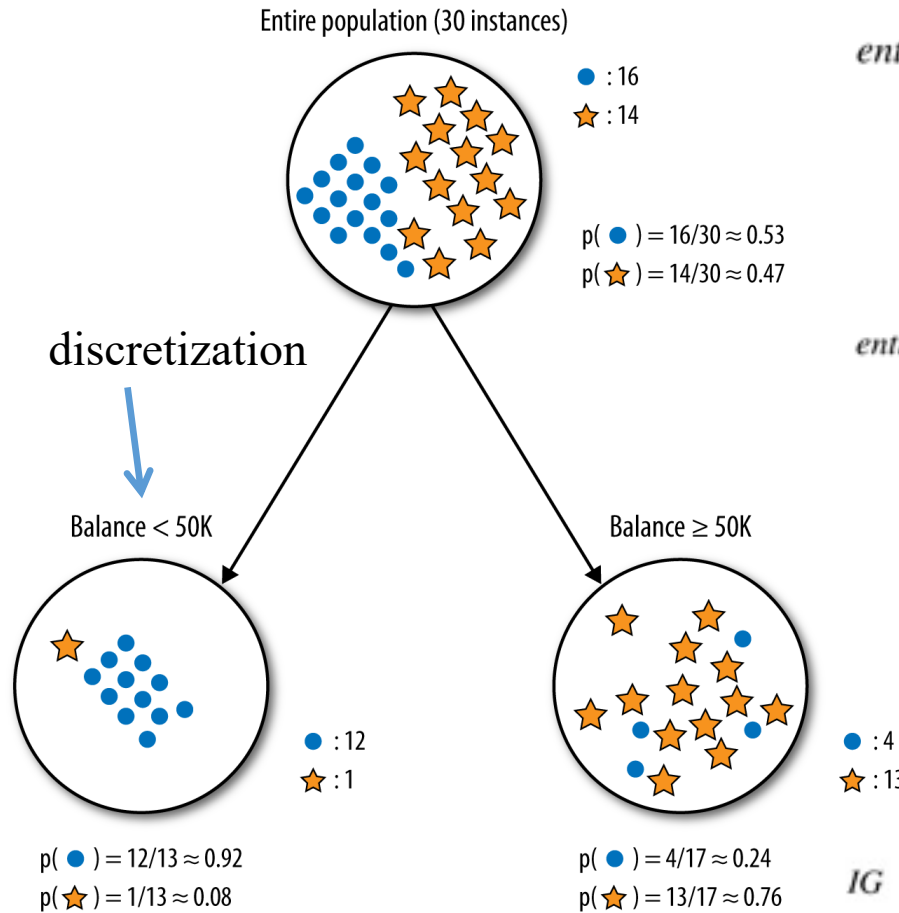 Entire population (30 instances)
: 16
: 14
p( ) = 16/30 ≈ 0.53
p( ) = 14/30 ≈ 0.47
discretization
Balance < 50K
Balance ≥ 50K
: 12
: 1
: 4
: 13
p( ) = 12/13 ≈ 0.92
p( ) = 1/13 ≈ 0.08
p( ) = 4/17 ≈ 0.24
p( ) = 13/17 ≈ 0.76
IG